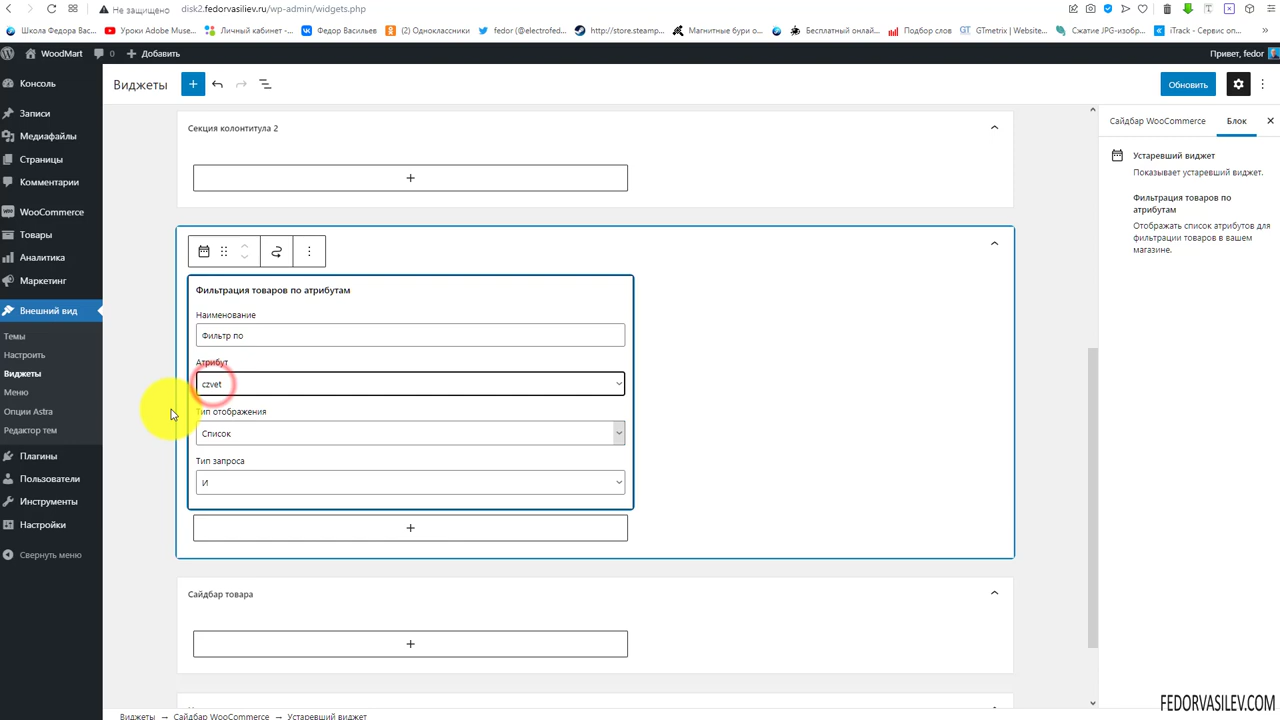 Не защищено disk2.fedorvasiliev.ru/wp-admin/widgets.php
Школа Федора Вас... Уроки Adobe Muse... Личный кабинет -... Федор Васильев (2) Одноклассники fedor (@electrofed... http://store.steamp... Магнитные бури о... Бесплатный онлай... Подбор слов GTmetrix | Website... Сжатие JPG-изобр... iTrack - Сервис оп... »
WoodMart 0 Добавить Привет, fedor
Консоль
Записи
Медиафайлы
Страницы
Комментарии
WooCommerce
Товары
Аналитика
Маркетинг
Внешний вид
Темы
Настроить
Виджеты
Меню
Опции Astra
Редактор тем
Плагины
Пользователи
Инструменты
Настройки
Свернуть меню
Виджеты
Обновить
Секция колонтитула 2
Фильтрация товаров по атрибутам
Наименование
Фильтр по
Атрибут
czvet
Тип отображения
Список
Тип запроса
И
Сайдбар товара
Сайдбар WooCommerce Блок
Устаревший виджет
Показывает устаревший виджет.
Фильтрация товаров по
атрибутам
Отображать список атрибутов для
фильтрации товаров в вашем
магазине.
Виджеты → Сайдбар WooCommerce → Устаревший виджет
FEDORVASILEV.COM